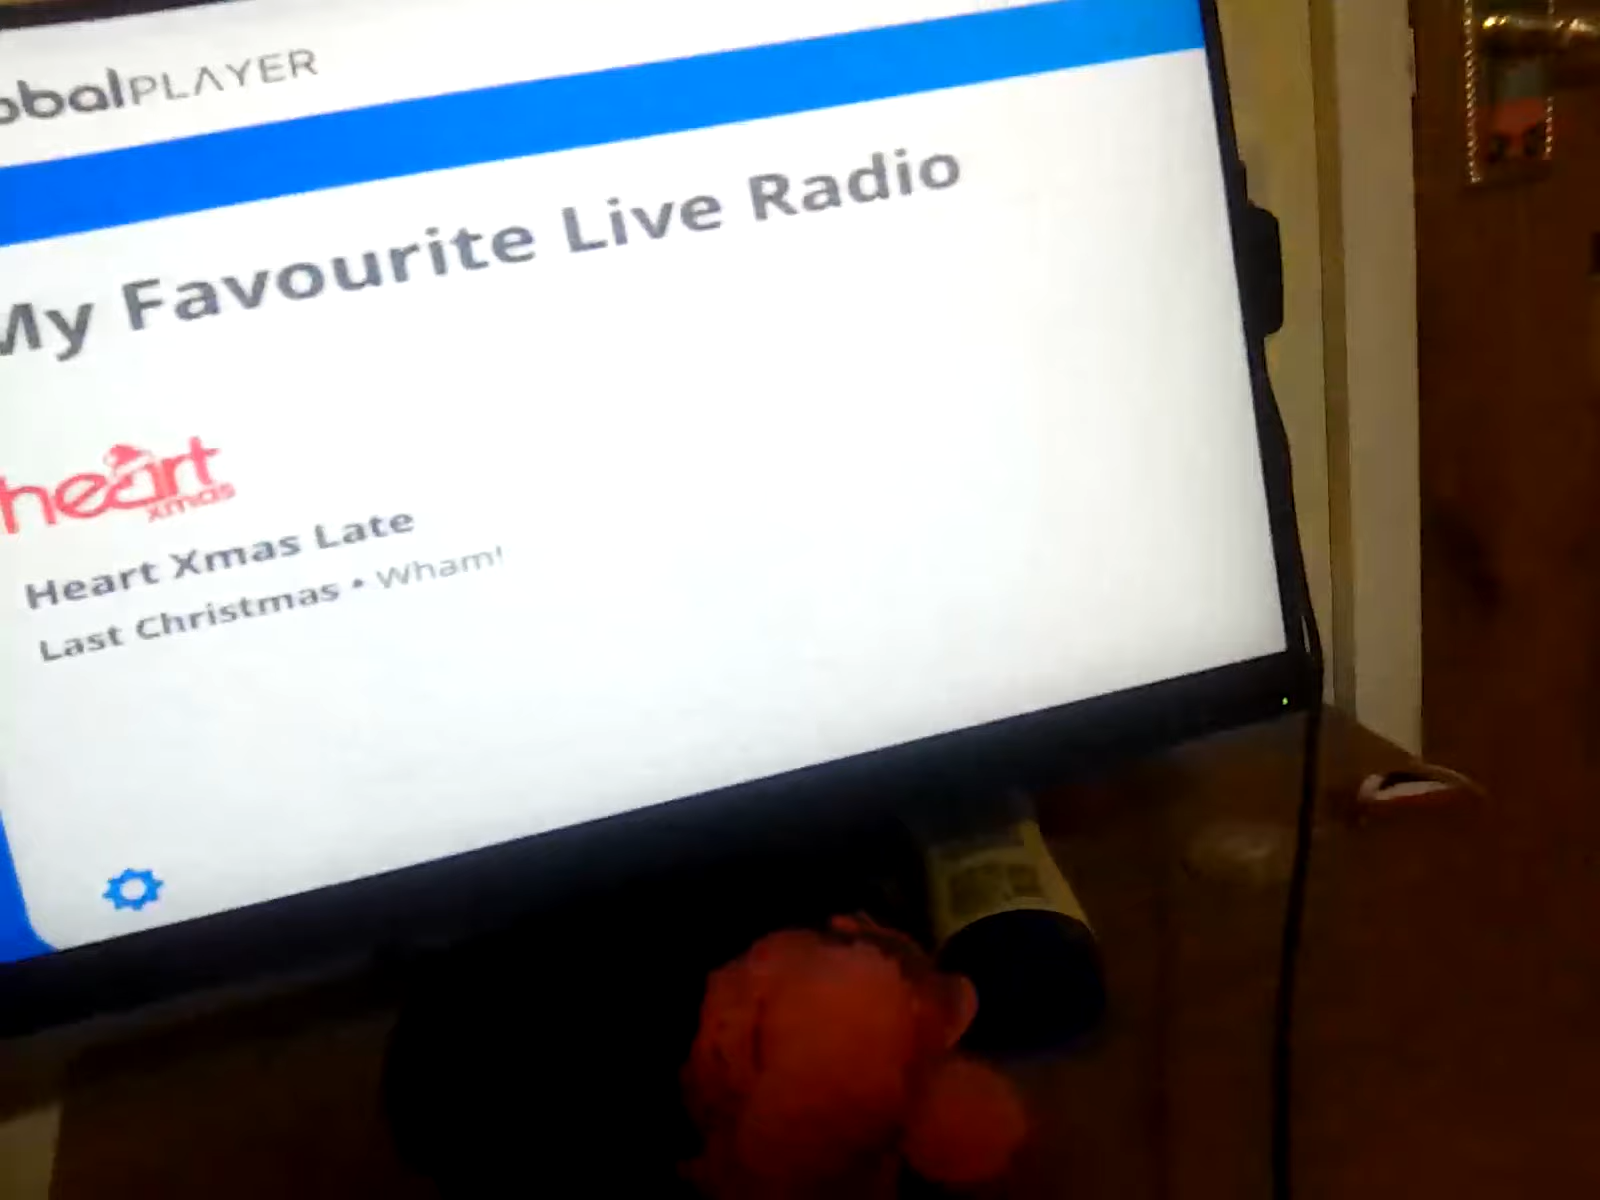 obalPLAYER
My Favourite Live Radio
heart
xmas
Heart Xmas Late
Last Christmas • Wham!